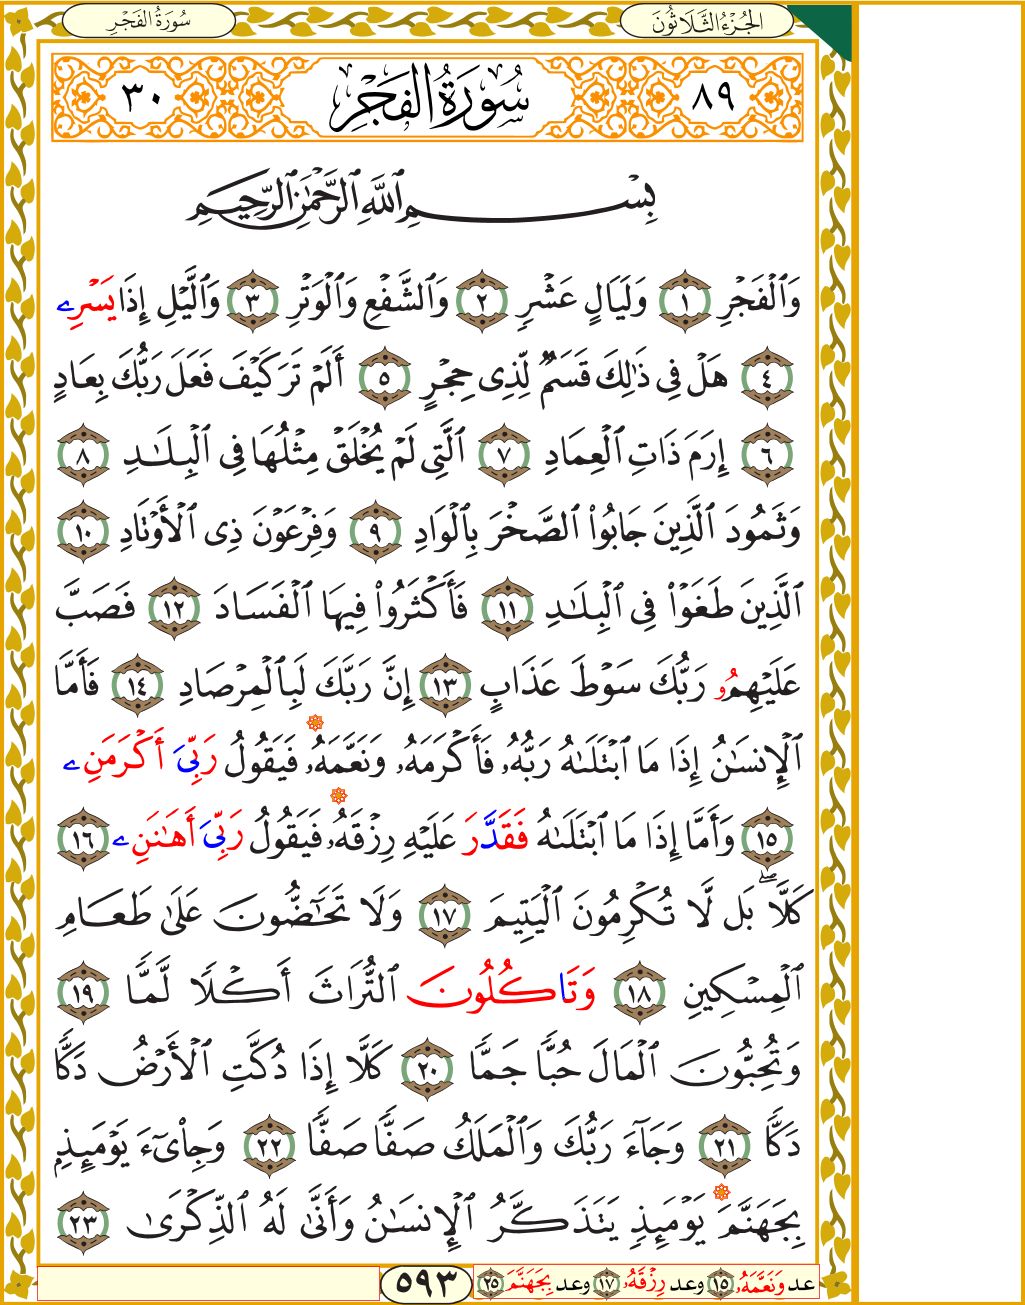 الجُزْءُ الثَّلَاثُونَ سُورَةُ الفَجْرِ
٨٩ سُورَةُ الفَجْرِ ٣٠
بِسْمِ ٱللَّهِ ٱلرَّحْمَٰنِ ٱلرَّحِيمِ
وَٱلْفَجْرِ ١ وَلَيَالٍ عَشْرٍ ٢ وَٱلشَّفْعِ وَٱلْوَتْرِ ٣ وَٱلَّيْلِ إِذَا يَسْرِۦ
٤ هَلْ فِى ذَٰلِكَ قَسَمٌ لِّذِى حِجْرٍ ٥ أَلَمْ تَرَ كَيْفَ فَعَلَ رَبُّكَ بِعَادٍ
٦ إِرَمَ ذَاتِ ٱلْعِمَادِ ٧ ٱلَّتِى لَمْ يُخْلَقْ مِثْلُهَا فِى ٱلْبِلَـٰدِ ٨
وَثَمُودَ ٱلَّذِينَ جَابُوا۟ ٱلصَّخْرَ بِٱلْوَادِ ٩ وَفِرْعَوْنَ ذِى ٱلْأَوْتَادِ ١٠
ٱلَّذِينَ طَغَوْا۟ فِى ٱلْبِلَـٰدِ ١١ فَأَكْثَرُوا۟ فِيهَا ٱلْفَسَادَ ١٢ فَصَبَّ
عَلَيْهِمُۥ رَبُّكَ سَوْطَ عَذَابٍ ١٣ إِنَّ رَبَّكَ لَبِٱلْمِرْصَادِ ١٤ فَأَمَّا
ٱلْإِنسَـٰنُ إِذَا مَا ٱبْتَلَىٰهُ رَبُّهُۥ فَأَكْرَمَهُۥ وَنَعَّمَهُۥ فَيَقُولُ رَبِّىَ أَكْرَمَنِۦ
١٥ وَأَمَّا إِذَا مَا ٱبْتَلَىٰهُ فَقَدَّرَ عَلَيْهِ رِزْقَهُۥ فَيَقُولُ رَبِّىَ أَهَـٰنَنِۦ ١٦
كَلَّاۖ بَل لَّا تُكْرِمُونَ ٱلْيَتِيمَ ١٧ وَلَا تَحَـٰٓضُّونَ عَلَىٰ طَعَامِ
ٱلْمِسْكِينِ ١٨ وَتَاكُلُونَ ٱلتُّرَاثَ أَكْلًا لَّمًّا ١٩
وَتُحِبُّونَ ٱلْمَالَ حُبًّا جَمًّا ٢٠ كَلَّا إِذَا دُكَّتِ ٱلْأَرْضُ دَكًّا
دَكًّا ٢١ وَجَآءَ رَبُّكَ وَٱلْمَلَكُ صَفًّا صَفًّا ٢٢ وَجِا۟ىٓءَ يَوْمَئِذٍۭ
بِجَهَنَّمَ يَوْمَئِذٍ يَتَذَكَّرُ ٱلْإِنسَـٰنُ وَأَنَّىٰ لَهُ ٱلذِّكْرَىٰ ٢٣
عد وَنَعَّمَهُۥ ١٥ وعد رِزْقَهُۥ ١٧ وعد بِجَهَنَّمَ ٢٥ ٥٩٣